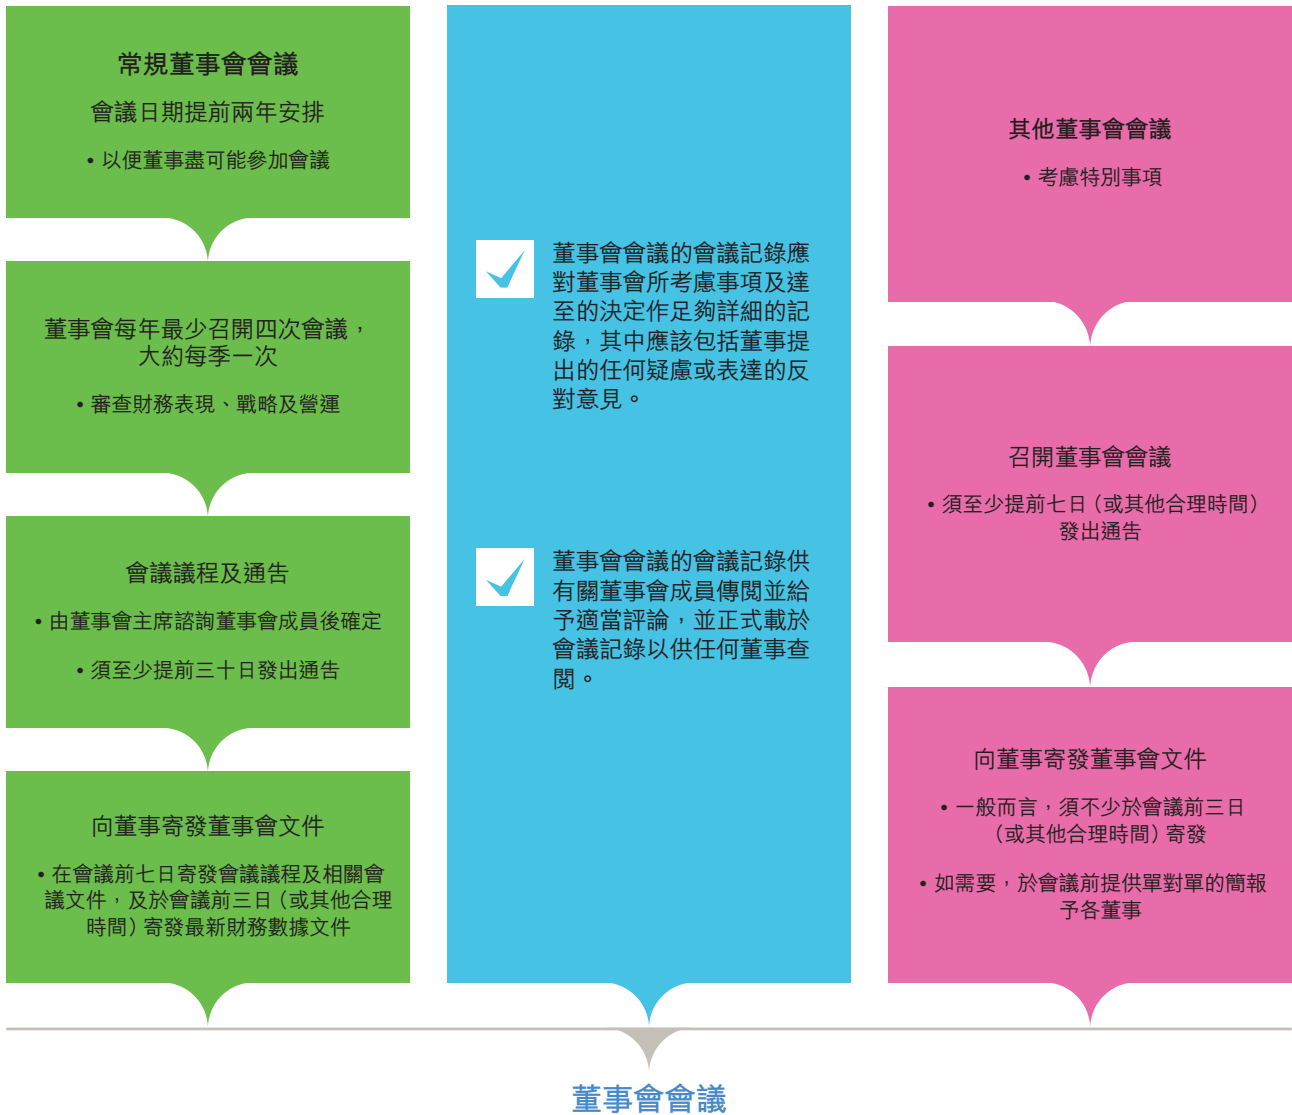 常規董事會會議
會議日期提前兩年安排
• 以便董事盡可能參加會議
董事會每年最少召開四次會議，
大約每季一次
• 審查財務表現、戰略及營運
會議議程及通告
• 由董事會主席諮詢董事會成員後確定
• 須至少提前三十日發出通告
向董事寄發董事會文件
• 在會議前七日寄發會議議程及相關會
議文件，及於會議前三日（或其他合理
時間）寄發最新財務數據文件
董事會會議的會議記錄應
對董事會所考慮事項及達
至的決定作足夠詳細的記
錄，其中應該包括董事提
出的任何疑慮或表達的反
對意見。
董事會會議的會議記錄供
有關董事會成員傳閱並給
予適當評論，並正式載於
會議記錄以供任何董事查
閱。
其他董事會會議
• 考慮特別事項
召開董事會會議
• 須至少提前七日（或其他合理時間）
發出通告
向董事寄發董事會文件
• 一般而言，須不少於會議前三日
（或其他合理時間）寄發
• 如需要，於會議前提供單對單的簡報
予各董事
董事會會議